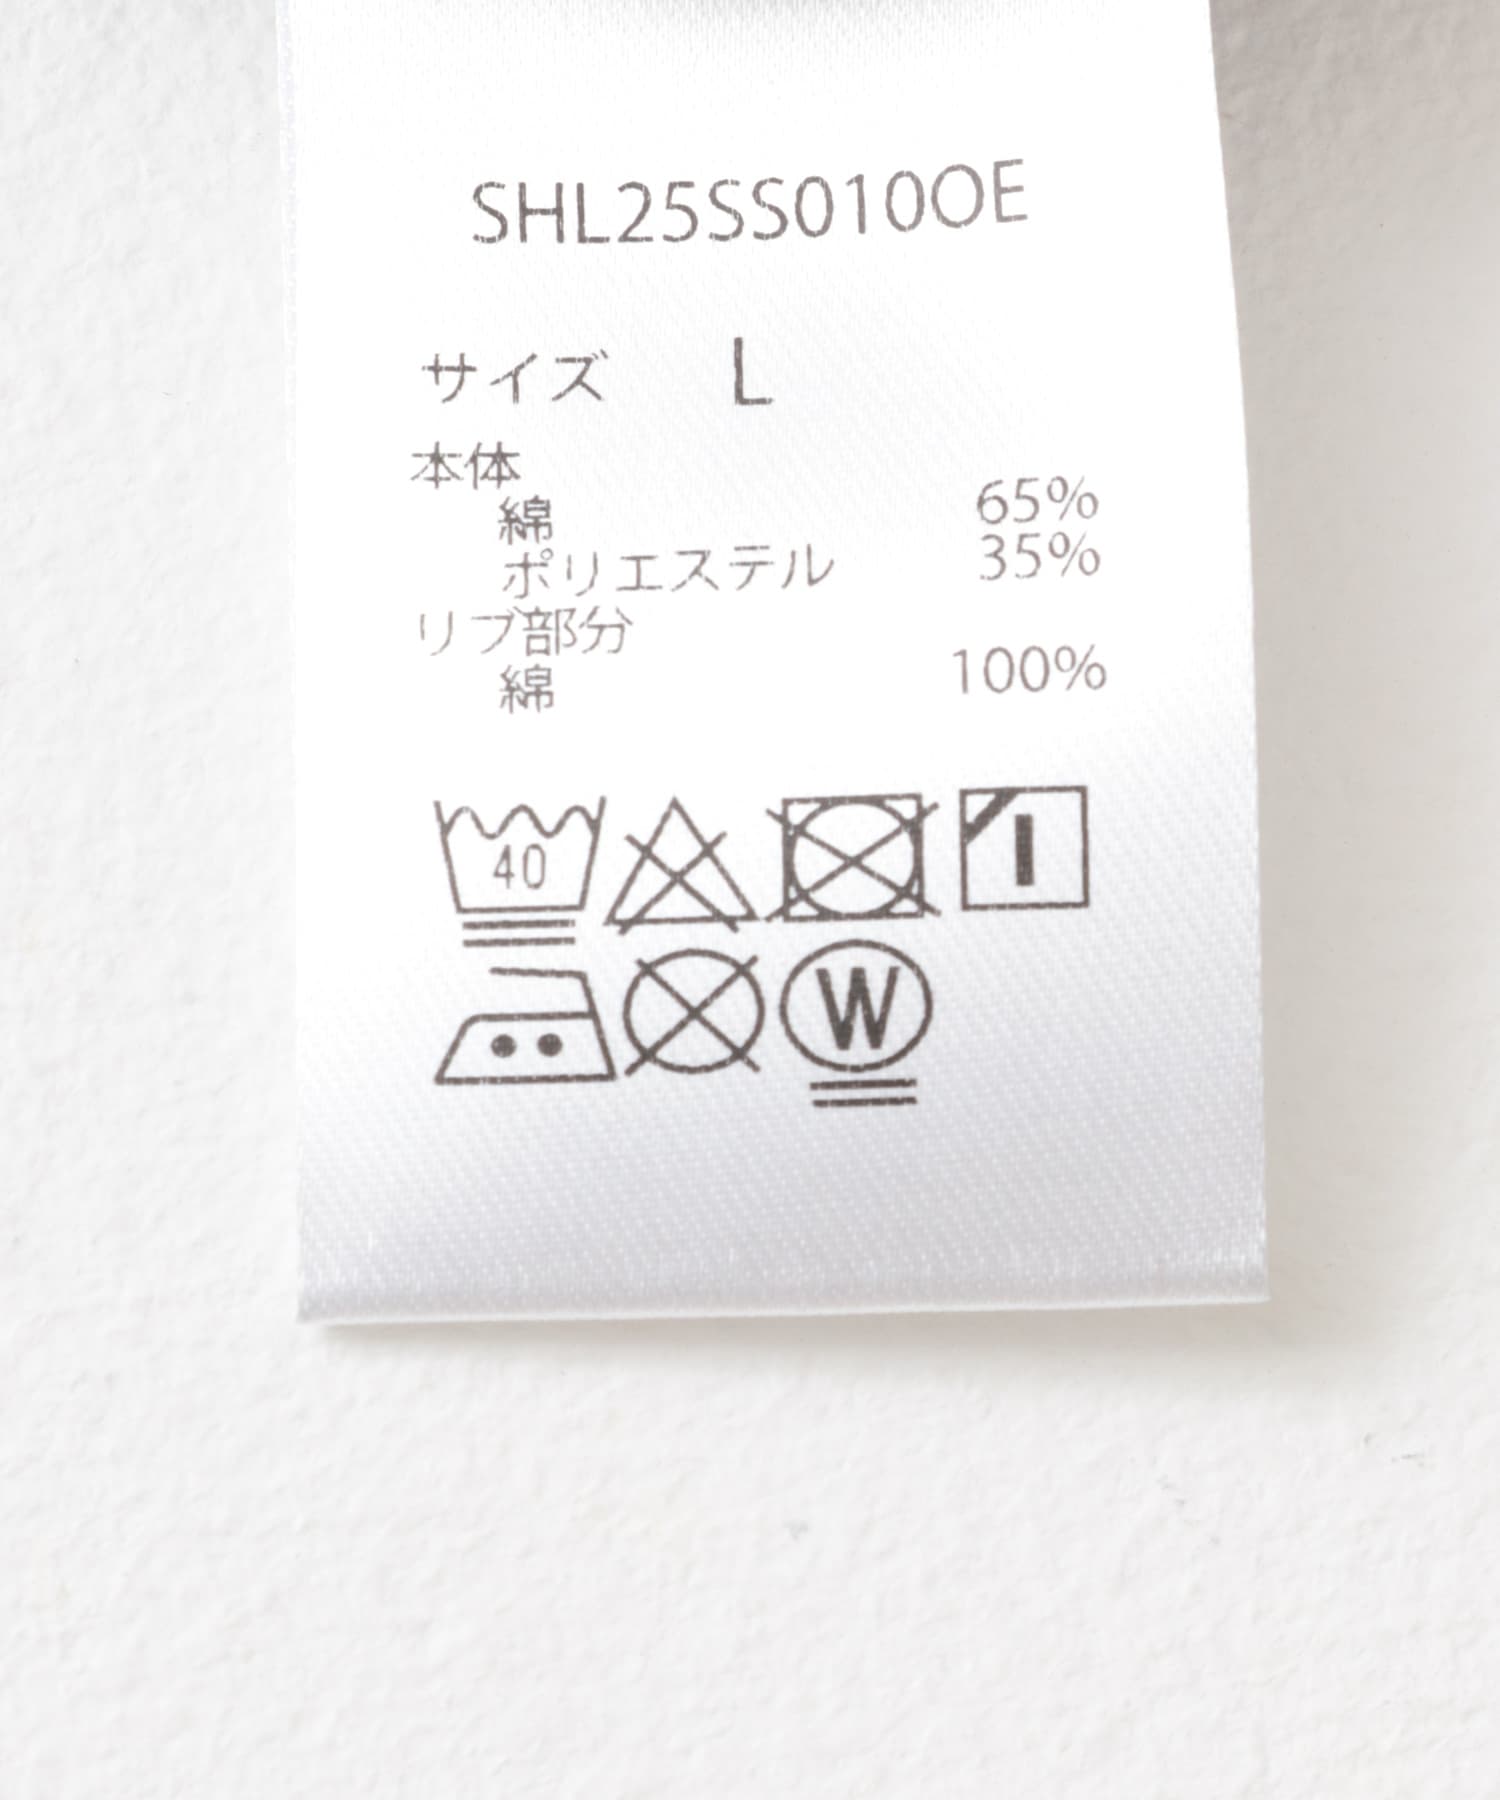 SHL25SS010OE
サイズ L
本体
綿 65%
ポリエステル 35%
リブ部分
綿 100%
40
W